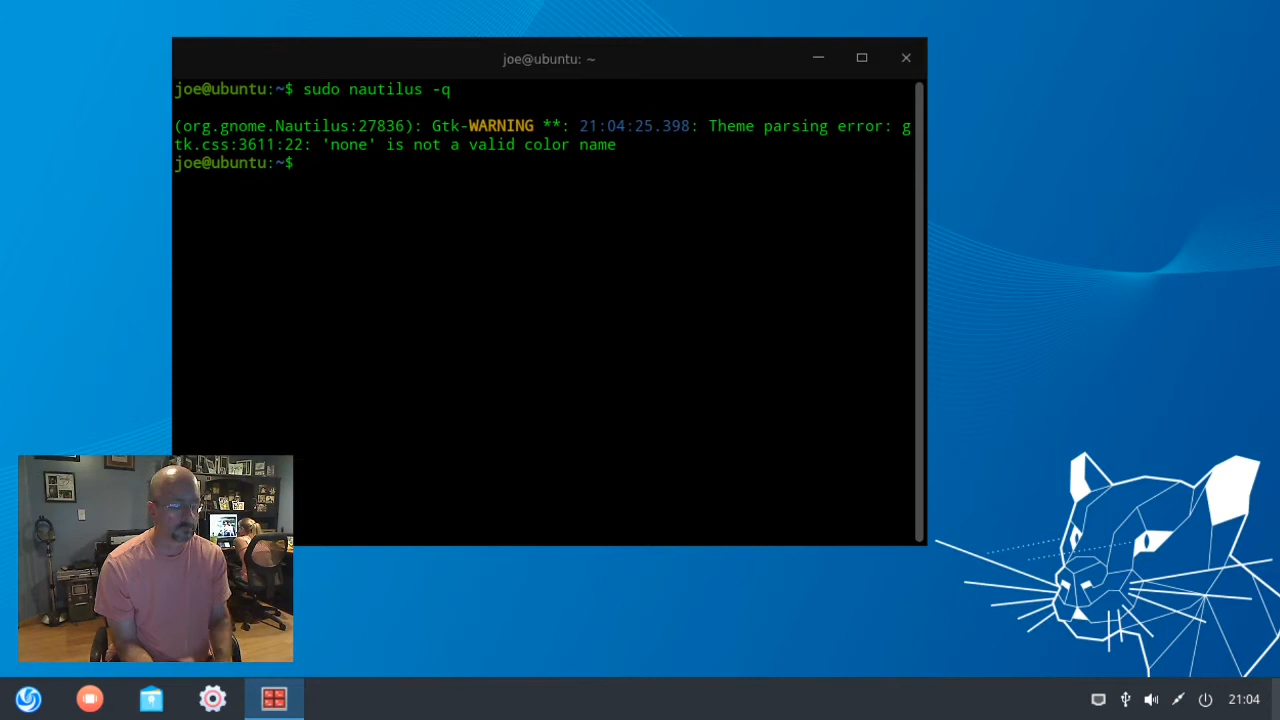 joe@ubuntu: ~
joe@ubuntu:~$ sudo nautilus -q
(org.gnome.Nautilus:27836): Gtk-WARNING **: 21:04:25.398: Theme parsing error: g
tk.css:3611:22: 'none' is not a valid color name
joe@ubuntu:~$
21:04